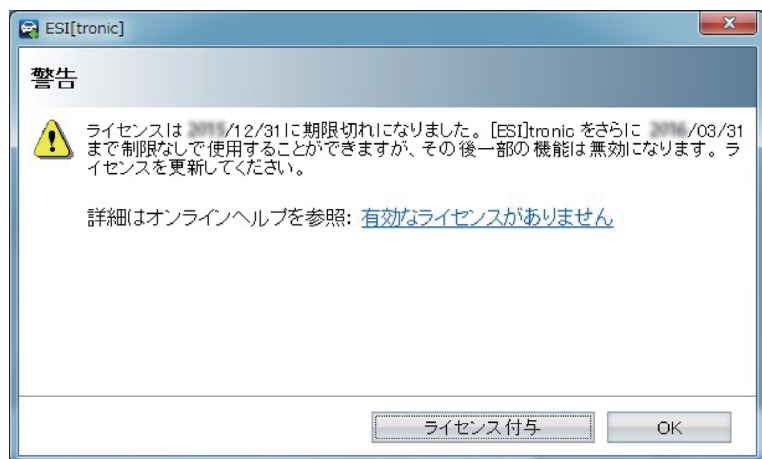 ESI[tronic]
警告
ライセンスは /12/31に期限切れになりました。[ESI]tronic をさらに /03/31
まで制限なしで使用することができますが、その後一部の機能は無効になります。ラ
イセンスを更新してください。
詳細はオンラインヘルプを参照: 有効なライセンスがありません
ライセンス付与
OK